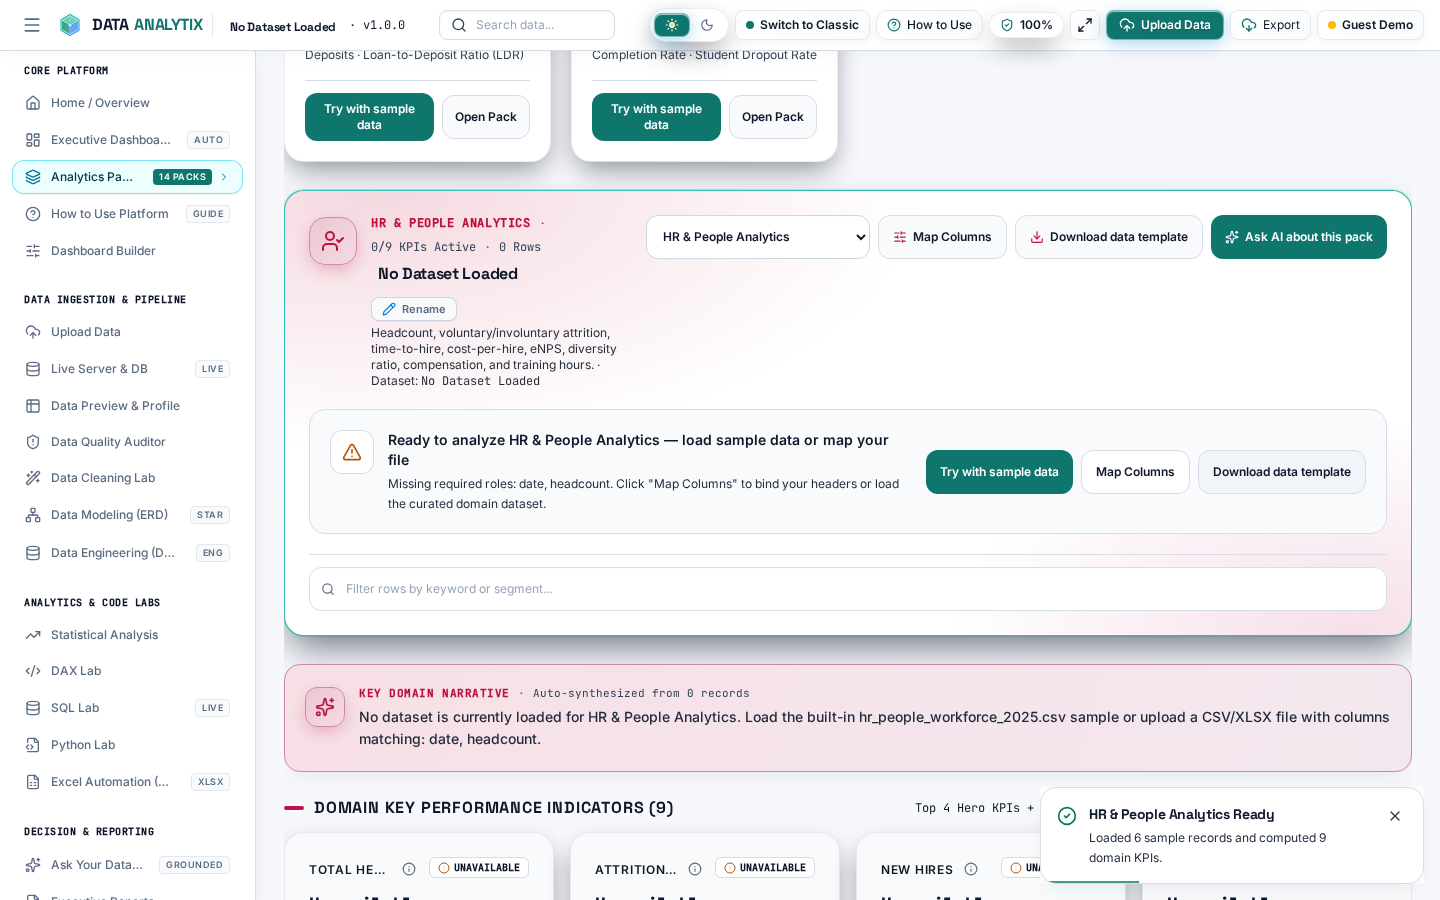 DATA ANALYTIX
No Dataset Loaded · v1.0.0
Search data...
Switch to Classic
How to Use
100%
Upload Data
Export
Guest Demo
CORE PLATFORM
Home / Overview
Executive Dashboa... AUTO
Analytics Pa... 14 PACKS
How to Use Platform GUIDE
Dashboard Builder
DATA INGESTION & PIPELINE
Upload Data
Live Server & DB LIVE
Data Preview & Profile
Data Quality Auditor
Data Cleaning Lab
Data Modeling (ERD) STAR
Data Engineering (D... ENG
ANALYTICS & CODE LABS
Statistical Analysis
DAX Lab
SQL Lab LIVE
Python Lab
Excel Automation (... XLSX
DECISION & REPORTING
Ask Your Data... GROUNDED
Executive Reports
Deposits · Loan-to-Deposit Ratio (LDR)
Try with sample data
Open Pack
Completion Rate · Student Dropout Rate
Try with sample data
Open Pack
HR & PEOPLE ANALYTICS ·
0/9 KPIs Active · 0 Rows
No Dataset Loaded
Rename
Headcount, voluntary/involuntary attrition,
time-to-hire, cost-per-hire, eNPS, diversity
ratio, compensation, and training hours. ·
Dataset: No Dataset Loaded
HR & People Analytics
Map Columns
Download data template
Ask AI about this pack
Ready to analyze HR & People Analytics — load sample data or map your
file
Missing required roles: date, headcount. Click "Map Columns" to bind your headers or load
the curated domain dataset.
Try with sample data
Map Columns
Download data template
Filter rows by keyword or segment...
KEY DOMAIN NARRATIVE · Auto-synthesized from 0 records
No dataset is currently loaded for HR & People Analytics. Load the built-in hr_people_workforce_2025.csv sample or upload a CSV/XLSX file with columns
matching: date, headcount.
DOMAIN KEY PERFORMANCE INDICATORS (9)
Top 4 Hero KPIs +
TOTAL HE... UNAVAILABLE
ATTRITION... UNAVAILABLE
NEW HIRES
HR & People Analytics Ready
Loaded 6 sample records and computed 9
domain KPIs.